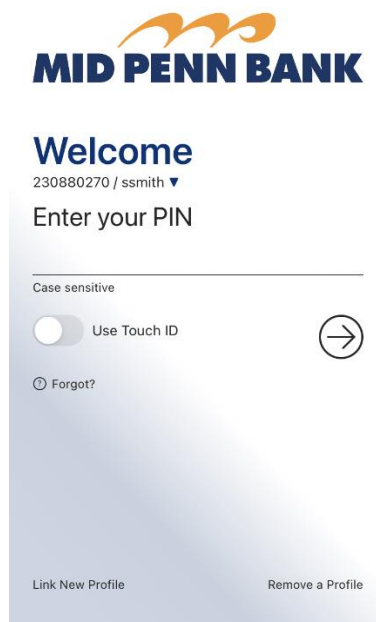 MID PENN BANK
Welcome
230880270 / ssmith ▼
Enter your PIN
Case sensitive
Use Touch ID
? Forgot?
Link New Profile Remove a Profile